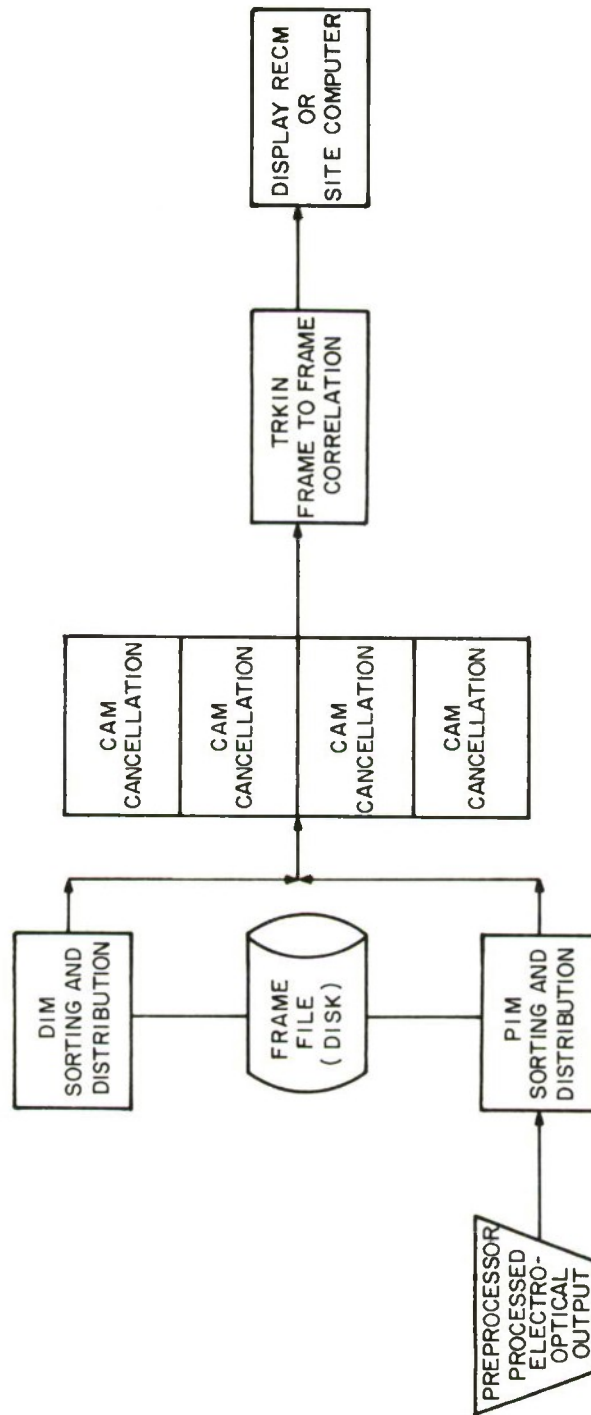 PREPROCESSOR
PROCESSED
ELECTRO-
OPTICAL
OUTPUT
DIM
SORTING AND
DISTRIBUTION
FRAME
FILE
( DISK)
PIM
SORTING AND
DISTRIBUTION
CAM
CANCELLATION
CAM
CANCELLATION
CAM
CANCELLATION
CAM
CANCELLATION
TRKIN
FRAME TO FRAME
CORRELATION
DISPLAY RECM
OR
SITE COMPUTER